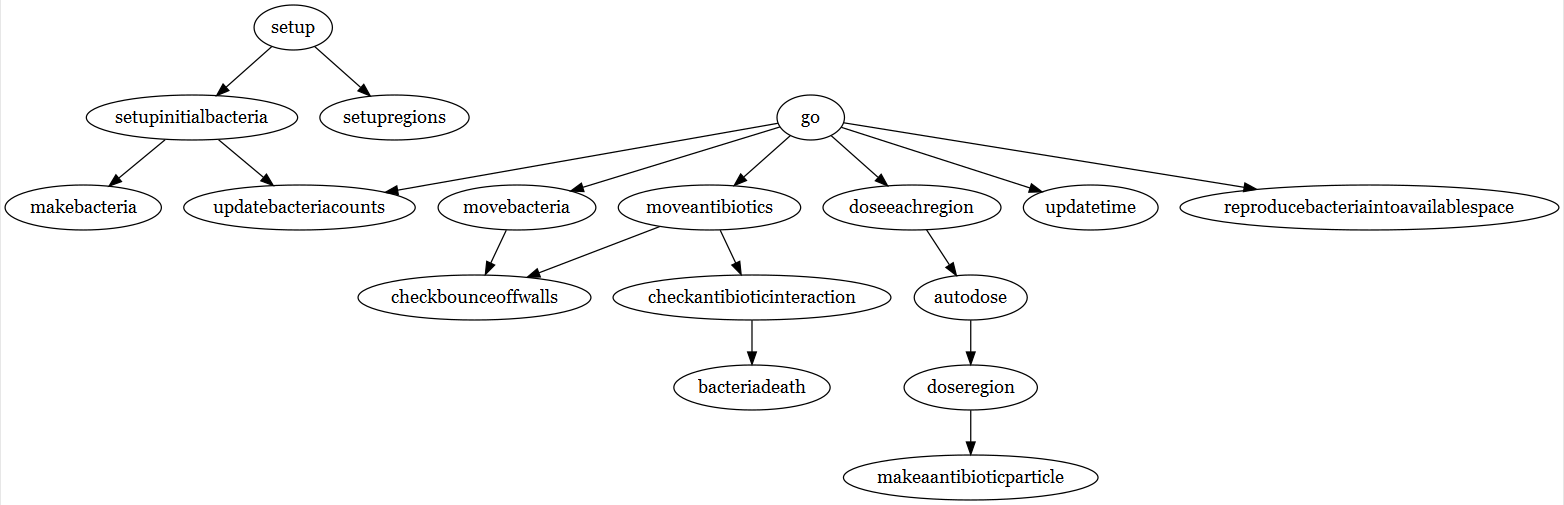 setup
setupinitialbacteria
setupregions
go
makebacteria
updatebacteriacounts
movebacteria
moveantibiotics
doseeachregion
updatetime
reproducebacteriaintoavailablespace
checkbounceoffwalls
checkantibioticinteraction
autodose
bacteriadeath
doseregion
makeaantibioticparticle